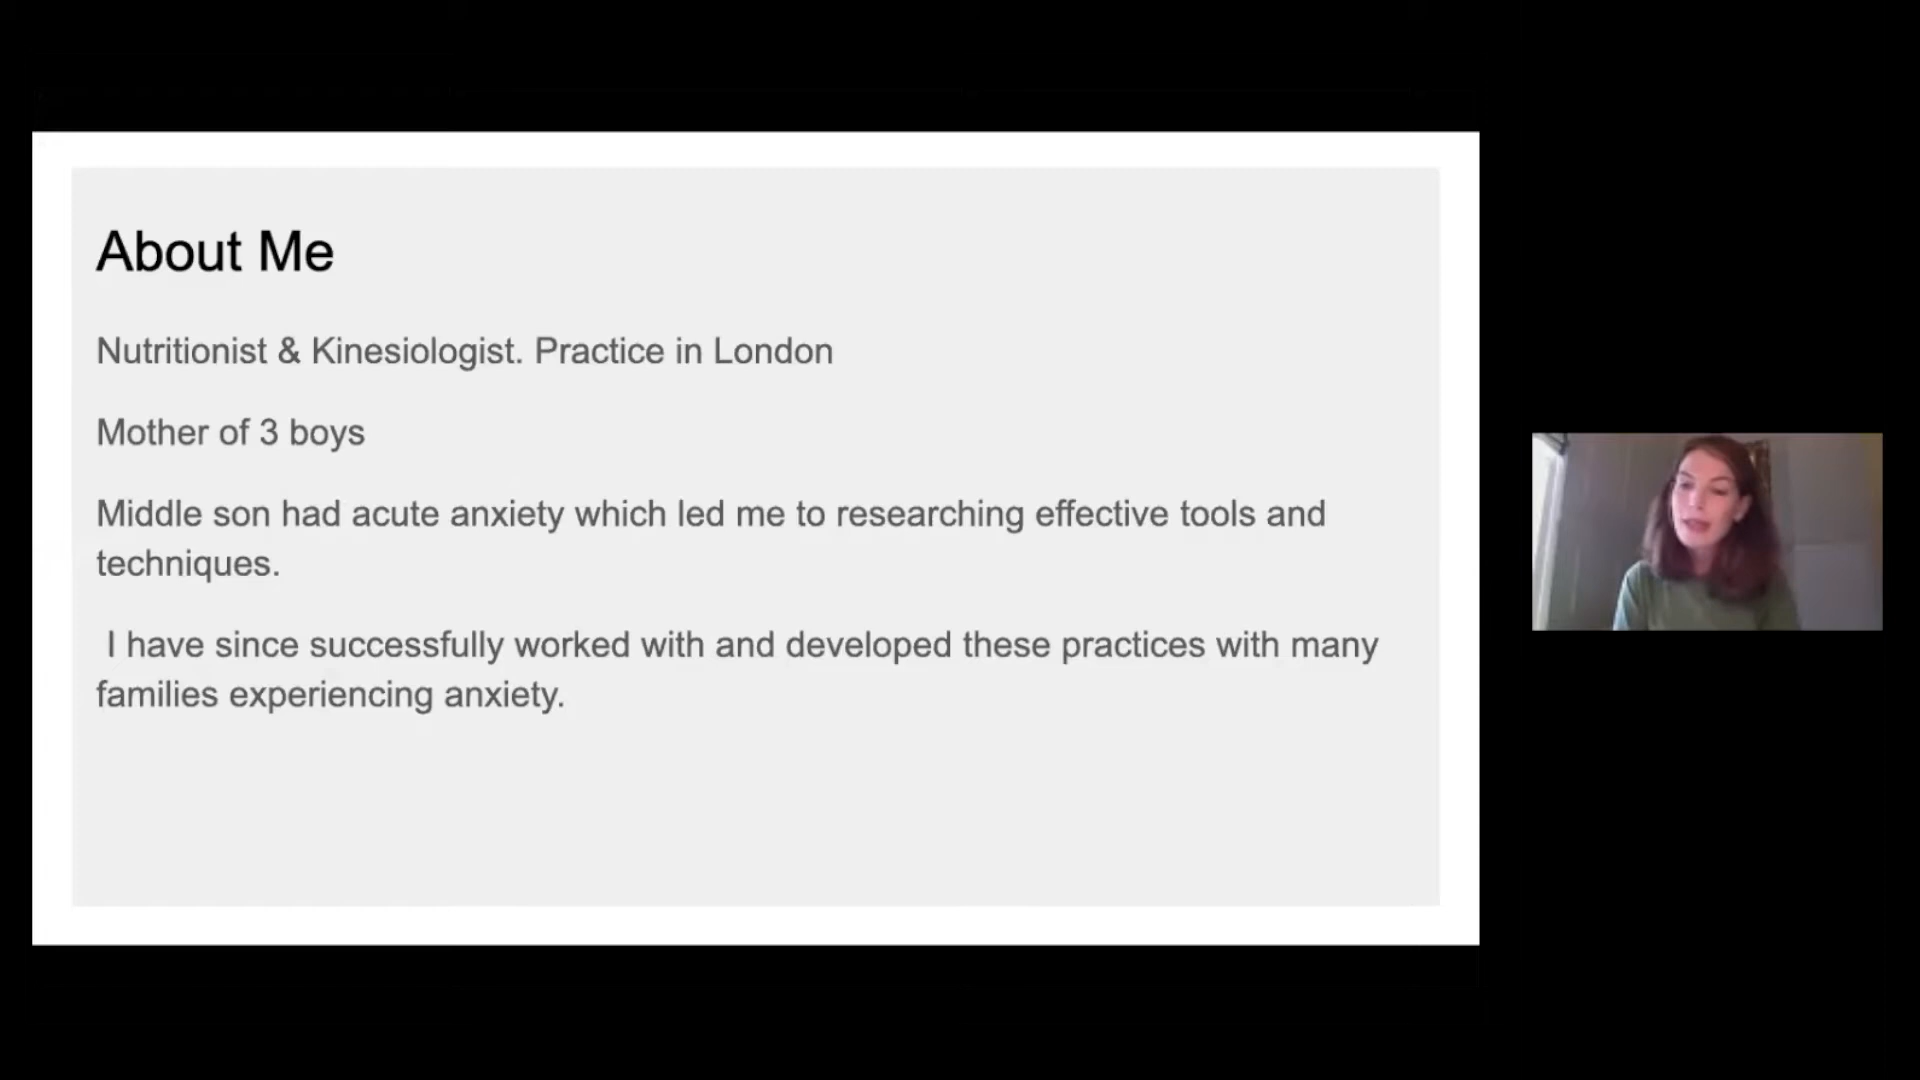 About Me
Nutritionist & Kinesiologist. Practice in London
Mother of 3 boys
Middle son had acute anxiety which led me to researching effective tools and
techniques.
I have since successfully worked with and developed these practices with many
families experiencing anxiety.